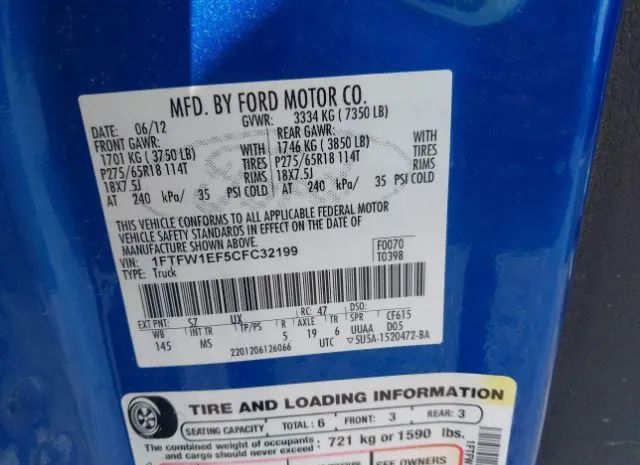 MFD. BY FORD MOTOR CO.
DATE: 06/12 GVWR: 3334 KG ( 7350 LB)
FRONT GAWR: REAR GAWR:
1701 KG ( 3750 LB) WITH 1746 KG ( 3850 LB) WITH
P275/65R18 114T TIRES P275/65R18 114T TIRES
18X7.5J RIMS 18X7.5J RIMS
AT 240 kPa/ 35 PSI COLD AT 240 kPa/ 35 PSI COLD
THIS VEHICLE CONFORMS TO ALL APPLICABLE FEDERAL MOTOR
VEHICLE SAFETY STANDARDS IN EFFECT ON THE DATE OF
MANUFACTURE SHOWN ABOVE.
VIN: 1FTFW1EF5CFC32199 F0070
TYPE: Truck T0398
EXT PNT: SZ UX RC: 47 DSO:
WB INT TR TP/PS R AXLE TR SPR CF615
145 MS 5 19 6 UUAA D05
2201206126066 UTC 5U5A-1520472-BA
TIRE AND LOADING INFORMATION
SEATING CAPACITY TOTAL: 6 FRONT: 3 REAR: 3
The combined weight of occupants 721 kg or 1590 lbs.
SEE OWNERS